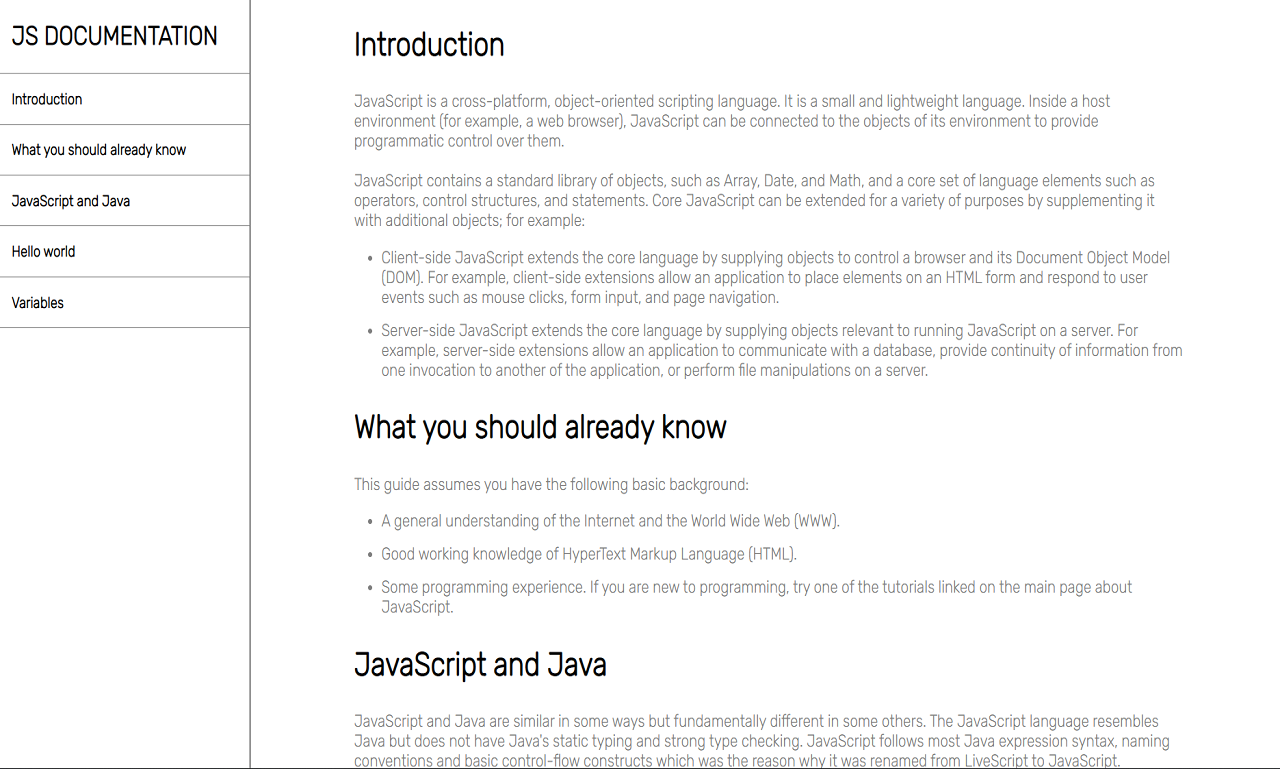 JS DOCUMENTATION
Introduction
What you should already know
JavaScript and Java
Hello world
Variables
Introduction
JavaScript is a cross-platform, object-oriented scripting language. It is a small and lightweight language. Inside a host
environment (for example, a web browser), JavaScript can be connected to the objects of its environment to provide
programmatic control over them.
JavaScript contains a standard library of objects, such as Array, Date, and Math, and a core set of language elements such as
operators, control structures, and statements. Core JavaScript can be extended for a variety of purposes by supplementing it
with additional objects; for example:
• Client-side JavaScript extends the core language by supplying objects to control a browser and its Document Object Model
(DOM). For example, client-side extensions allow an application to place elements on an HTML form and respond to user
events such as mouse clicks, form input, and page navigation.
• Server-side JavaScript extends the core language by supplying objects relevant to running JavaScript on a server. For
example, server-side extensions allow an application to communicate with a database, provide continuity of information from
one invocation to another of the application, or perform file manipulations on a server.
What you should already know
This guide assumes you have the following basic background:
• A general understanding of the Internet and the World Wide Web (WWW).
• Good working knowledge of HyperText Markup Language (HTML).
• Some programming experience. If you are new to programming, try one of the tutorials linked on the main page about
JavaScript.
JavaScript and Java
JavaScript and Java are similar in some ways but fundamentally different in some others. The JavaScript language resembles
Java but does not have Java's static typing and strong type checking. JavaScript follows most Java expression syntax, naming
conventions and basic control-flow constructs which was the reason why it was renamed from LiveScript to JavaScript.